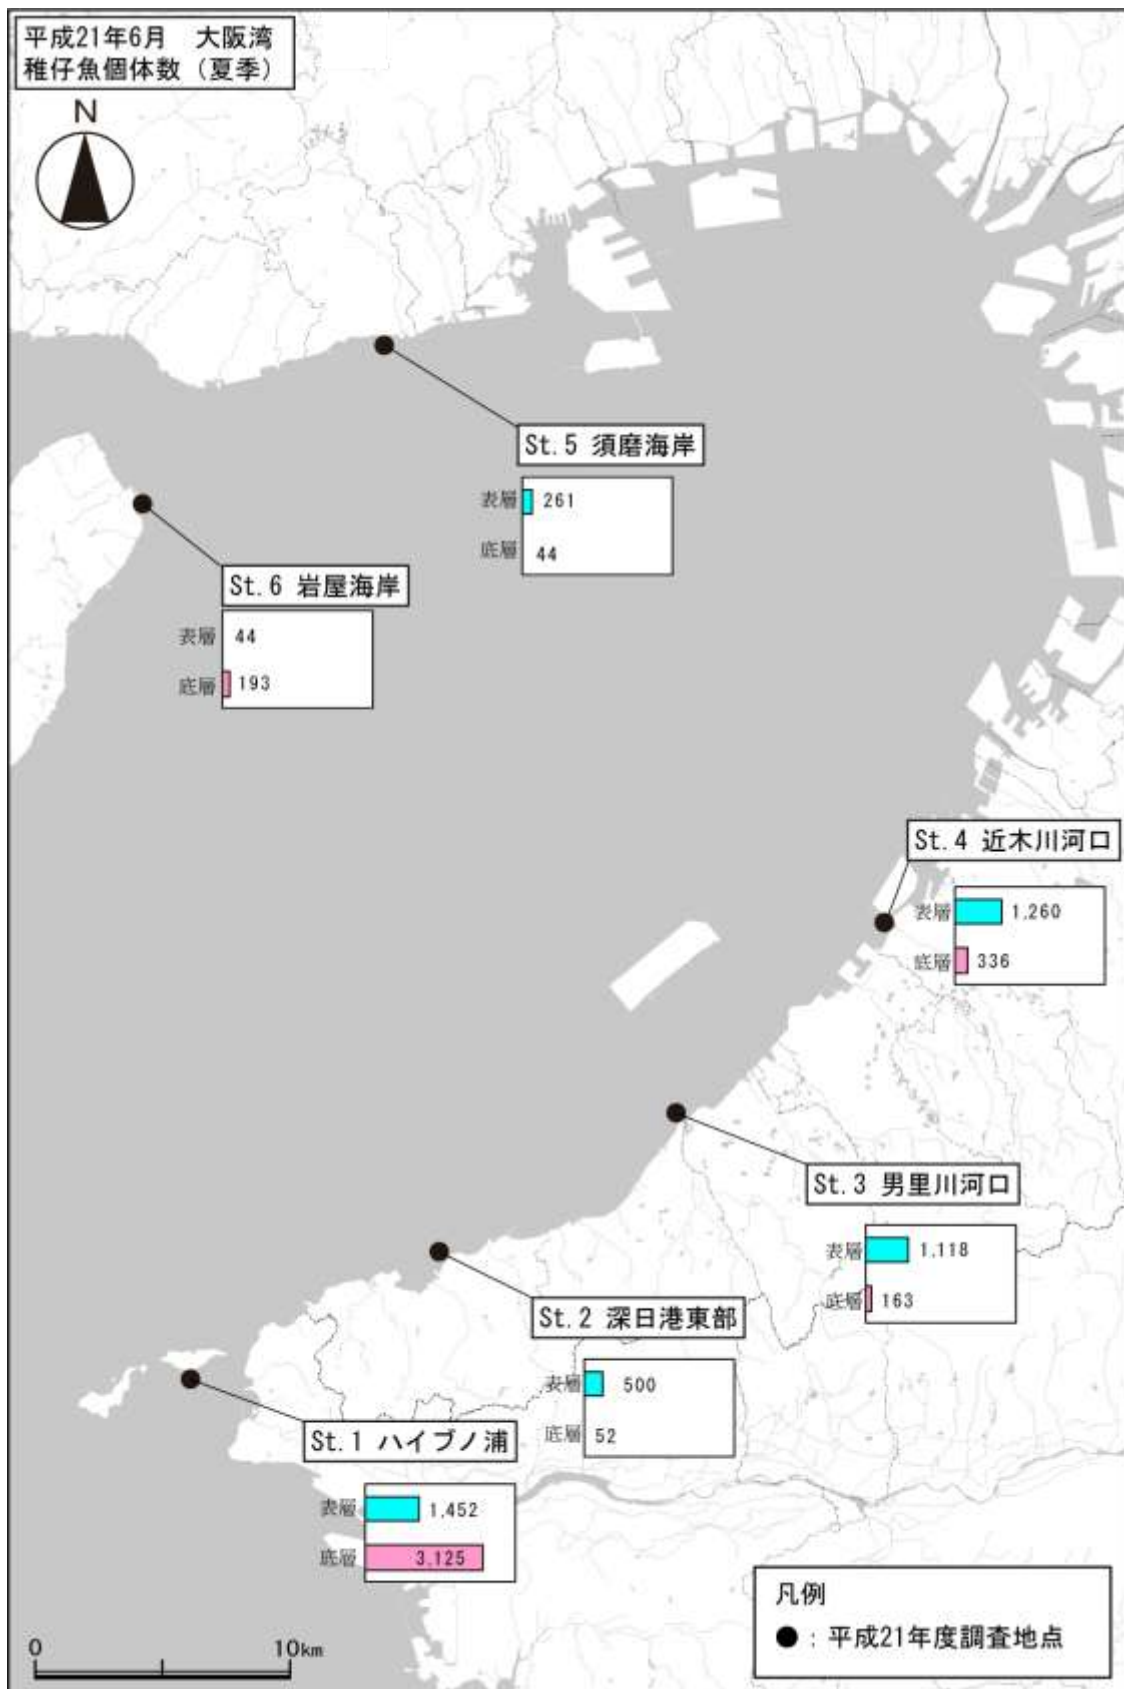 平成21年6月　大阪湾
稚仔魚個体数（夏季）
N
St.5 須磨海岸
表層 261
底層 44
St.6 岩屋海岸
表層 44
底層 193
St.4 近木川河口
表層 1,260
底層 336
St.3 男里川河口
表層 1,118
底層 163
St.2 深日港東部
表層 500
底層 52
St.1 ハイブノ浦
表層 1,452
底層 3,125
凡例
●：平成21年度調査地点
0 10km